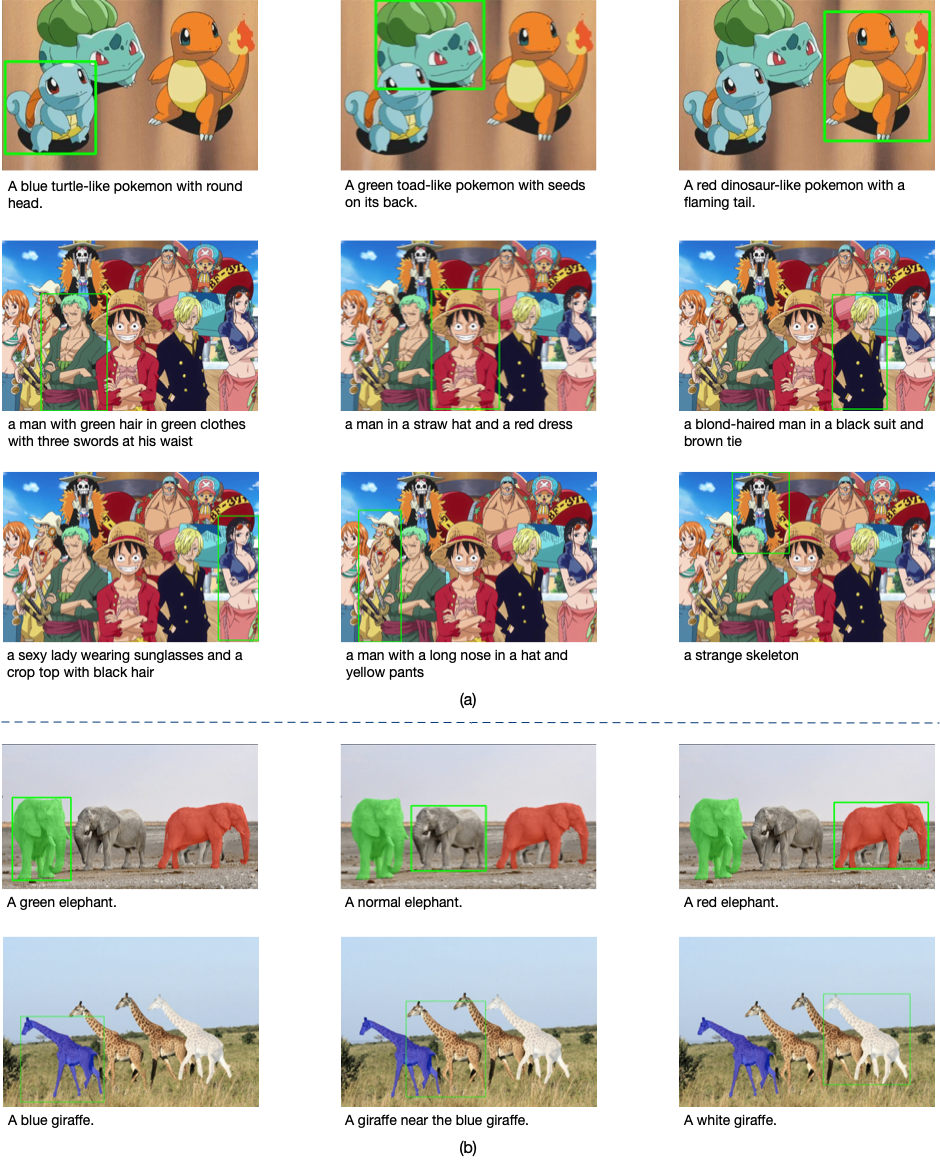 A blue turtle-like pokemon with round
head.
A green toad-like pokemon with seeds
on its back.
A red dinosaur-like pokemon with a
flaming tail.
a man with green hair in green clothes
with three swords at his waist
a man in a straw hat and a red dress
a blond-haired man in a black suit and
brown tie
a sexy lady wearing sunglasses and a
crop top with black hair
a man with a long nose in a hat and
yellow pants
a strange skeleton
(a)
A green elephant.
A normal elephant.
A red elephant.
A blue giraffe.
A giraffe near the blue giraffe.
A white giraffe.
(b)